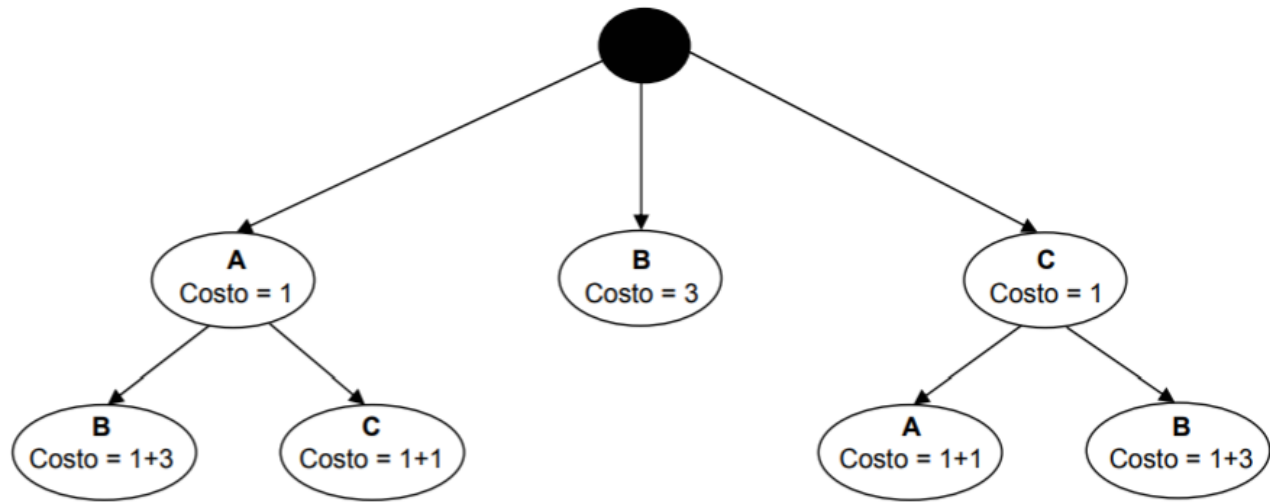 A
Costo = 1
B
Costo = 3
C
Costo = 1
B
Costo = 1+3
C
Costo = 1+1
A
Costo = 1+1
B
Costo = 1+3